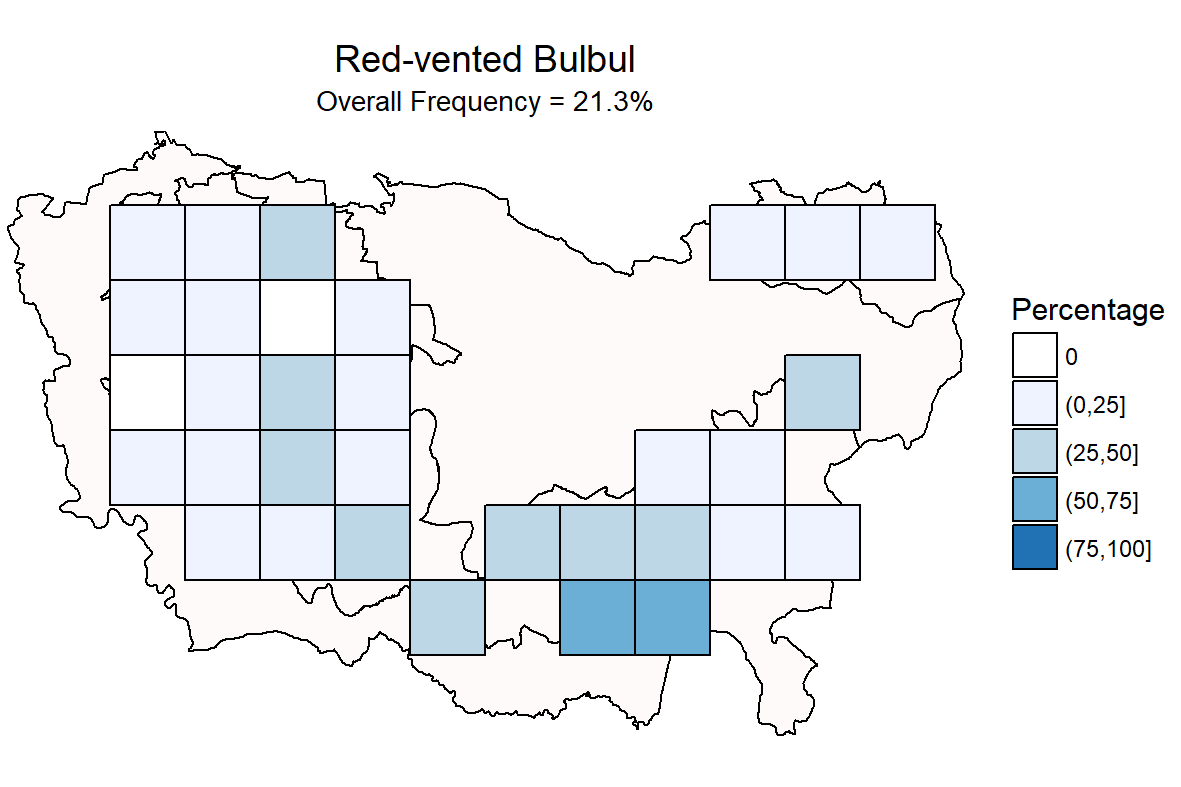 Red-vented Bulbul
Overall Frequency = 21.3%
Percentage
0
(0,25]
(25,50]
(50,75]
(75,100]